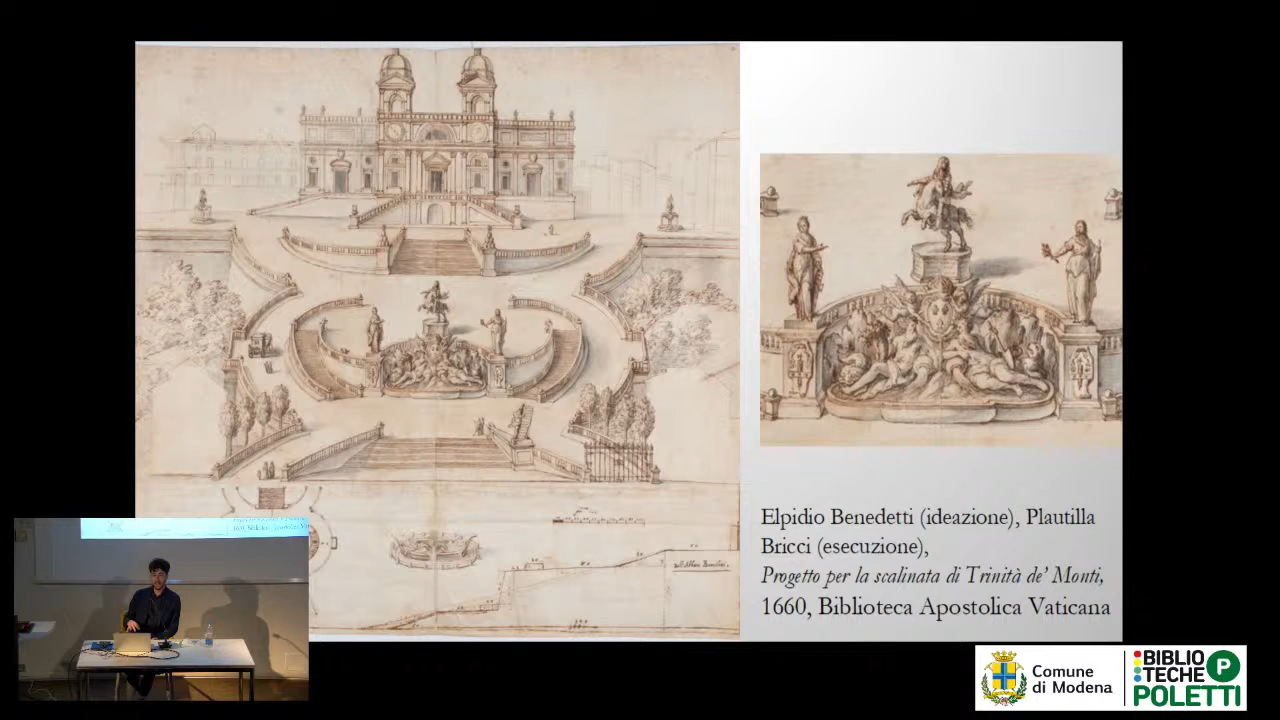 Elpidio Benedetti (ideazione), Plautilla
Bricci (esecuzione),
Progetto per la scalinata di Trinità de' Monti,
1660, Biblioteca Apostolica Vaticana
Comune
di Modena
BIBLIO
TECHE
POLETTI
P